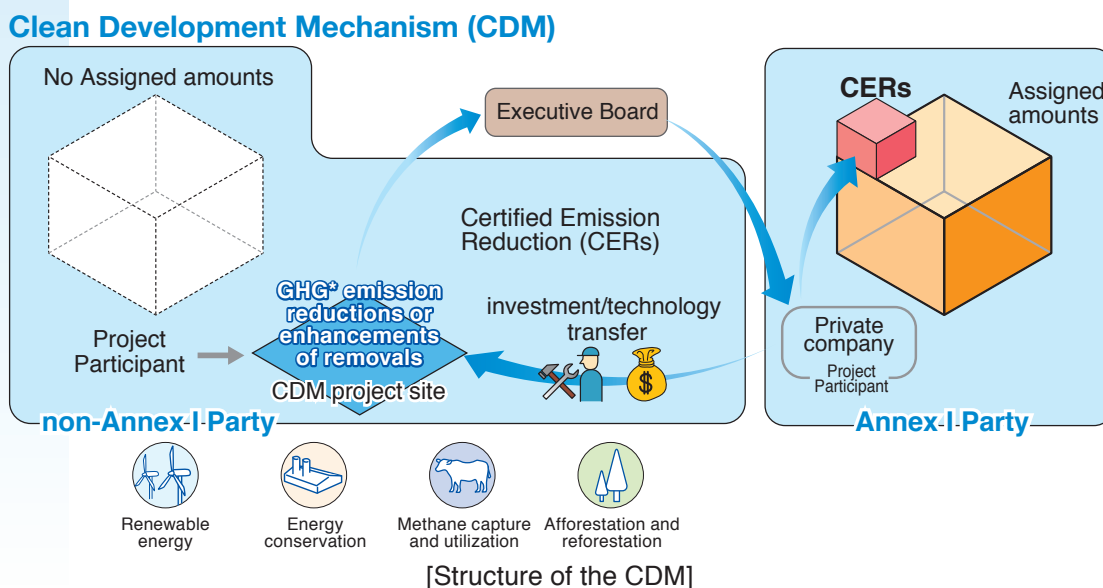 Clean Development Mechanism (CDM)
No Assigned amounts
Executive Board
CERs
Assigned
amounts
Certified Emission
Reduction (CERs)
GHG* emission
reductions or
enhancements
of removals
CDM project site
Project
Participant
investment/technology
transfer
$
Private
company
Project
Participant
non-Annex I Party
Annex I Party
Renewable
energy
Energy
conservation
Methane capture
and utilization
Afforestation and
reforestation
[Structure of the CDM]